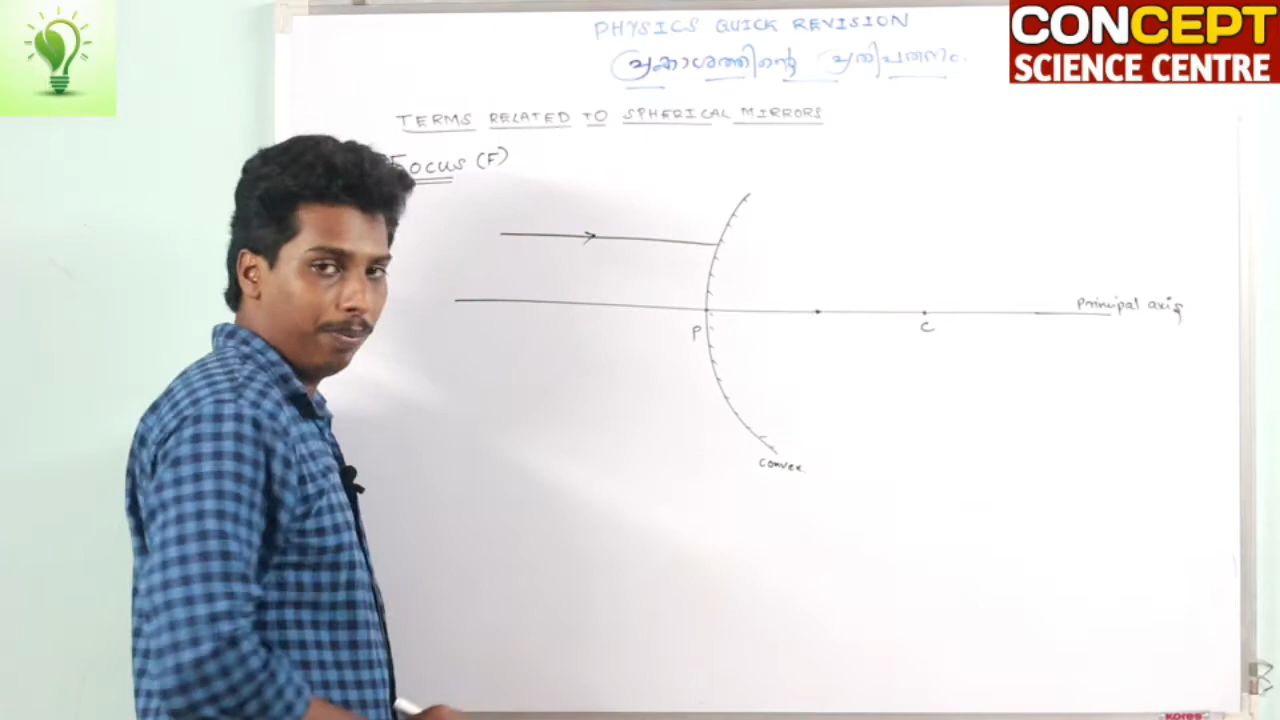 PHYSICS QUICK REVISION
പ്രകാശത്തിന്റെ പ്രതിപതനം.
CONCEPT
SCIENCE CENTRE
TERMS RELATED TO SPHERICAL MIRRORS
Focus (F)
Principal axis
P
C
convex
kores